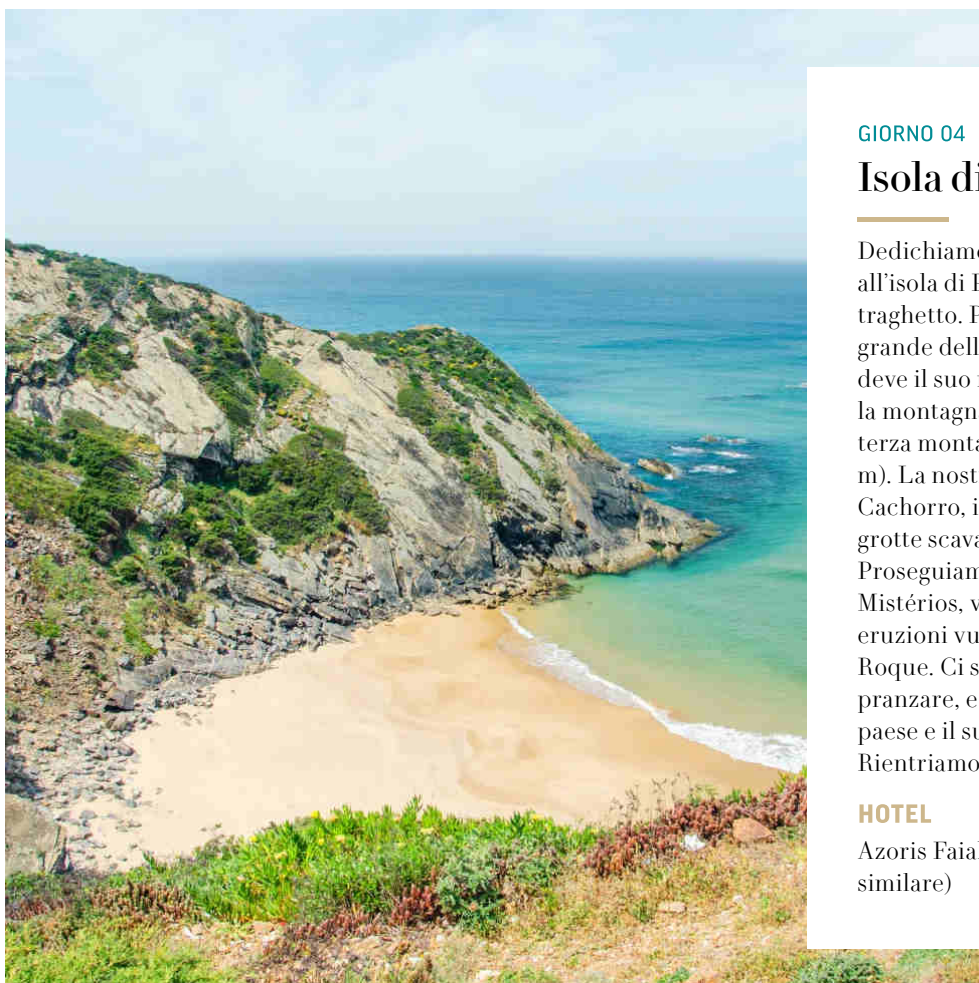 GIORNO 04
Isola di
Dedichiamo
all’isola di
traghetto.
grande dell
deve il suo
la montagn
terza monta
m). La nost
Cachorro, i
grotte scava
Proseguiam
Mistérios, v
eruzioni vu
Roque. Ci s
pranzare, e
paese e il su
Rientriamo
HOTEL
Azoris Faial
similare)